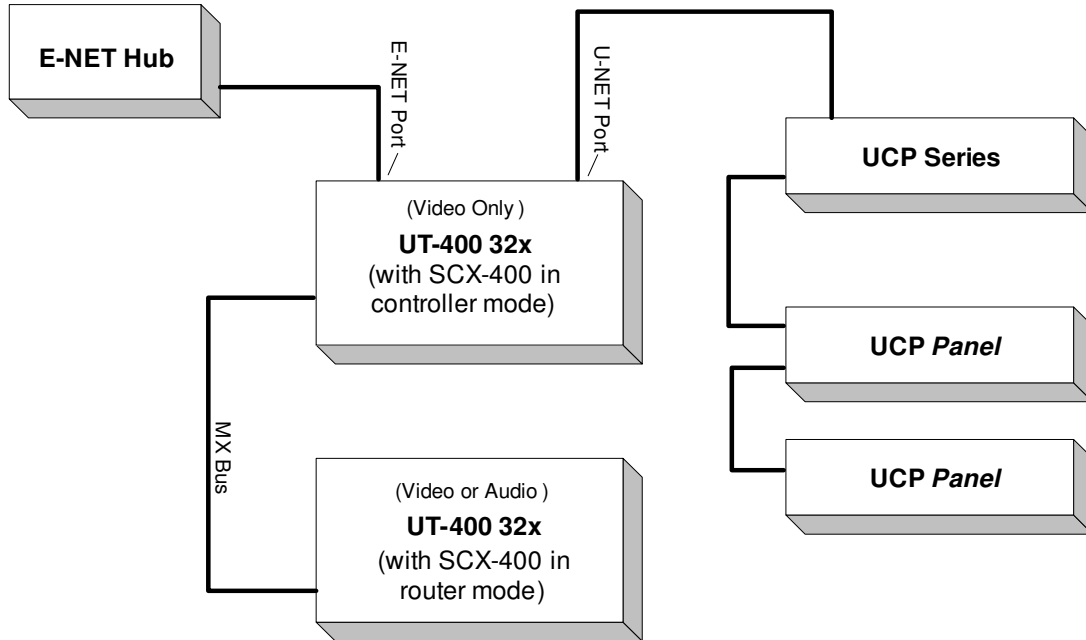 E-NET Hub
E-NET Port
U-NET Port
UCP Series
(Video Only )
UT-400 32x
(with SCX-400 in
controller mode)
UCP Panel
MX Bus
UCP Panel
(Video or Audio )
UT-400 32x
(with SCX-400 in
router mode)